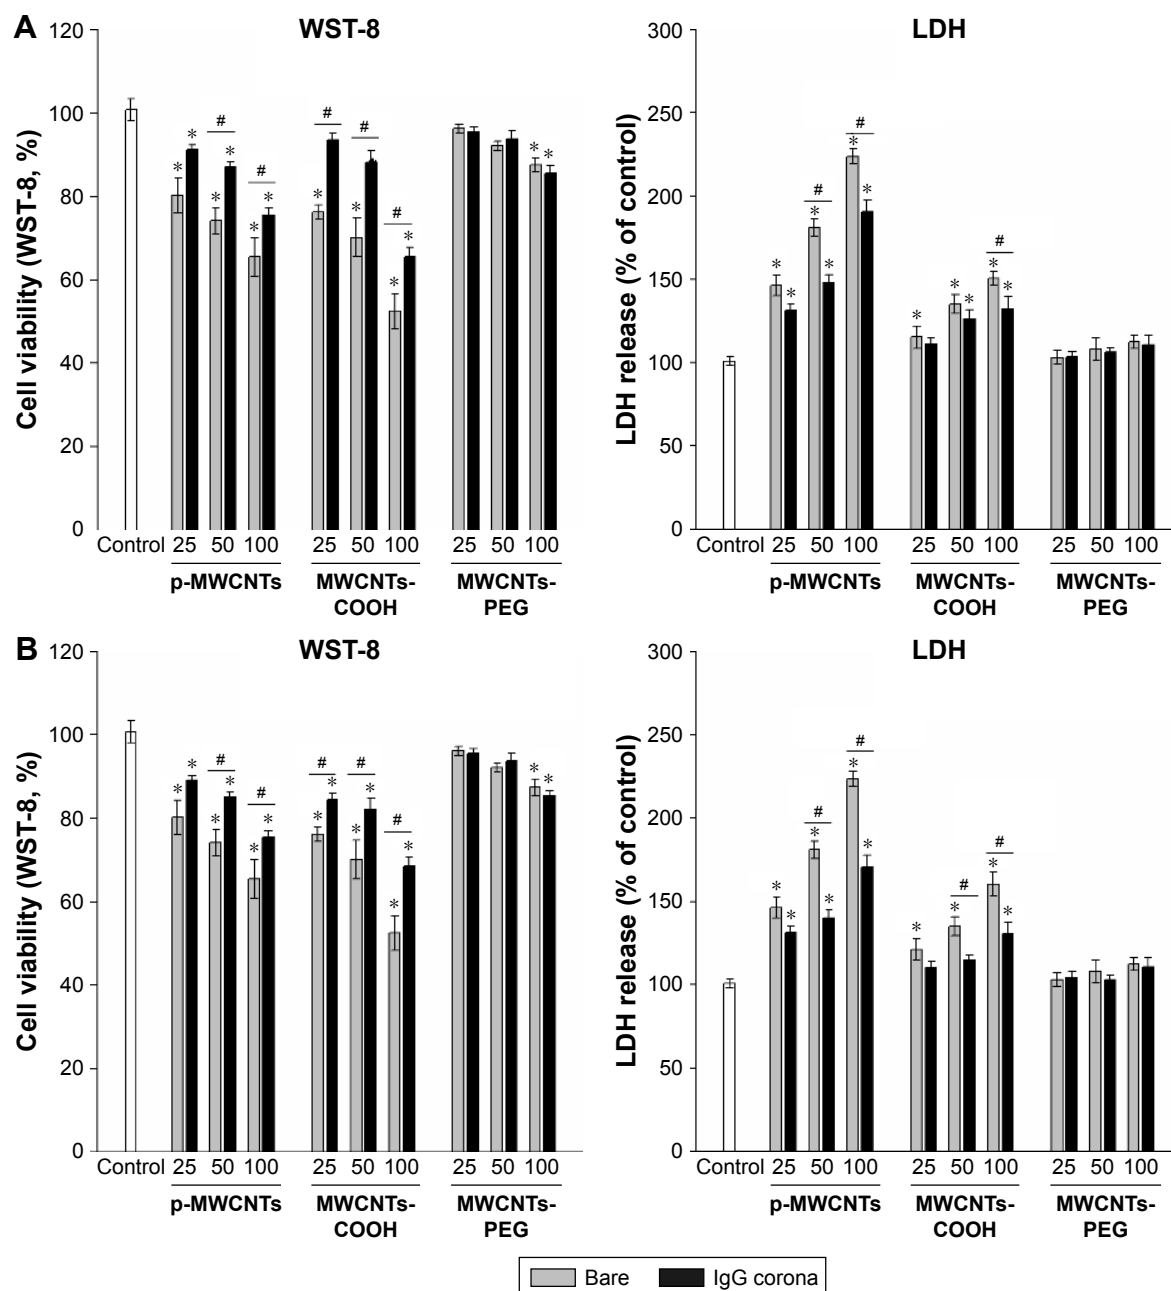 A
WST-8
Cell viability (WST-8, %)
120
100
80
60
40
20
0
# # # # #
* * * * * * * * * * * * *
Control 25 50 100 25 50 100 25 50 100
p-MWCNTs MWCNTs-COOH MWCNTs-PEG
LDH
LDH release (% of control)
300
250
200
150
100
50
0
# # #
* * * * * * * * * * *
Control 25 50 100 25 50 100 25 50 100
p-MWCNTs MWCNTs-COOH MWCNTs-PEG
B
WST-8
Cell viability (WST-8, %)
120
100
80
60
40
20
0
# # # # #
* * * * * * * * * * * * * *
Control 25 50 100 25 50 100 25 50 100
p-MWCNTs MWCNTs-COOH MWCNTs-PEG
LDH
LDH release (% of control)
300
250
200
150
100
50
0
# # # #
* * * * * * * * * *
Control 25 50 100 25 50 100 25 50 100
p-MWCNTs MWCNTs-COOH MWCNTs-PEG
Bare IgG corona